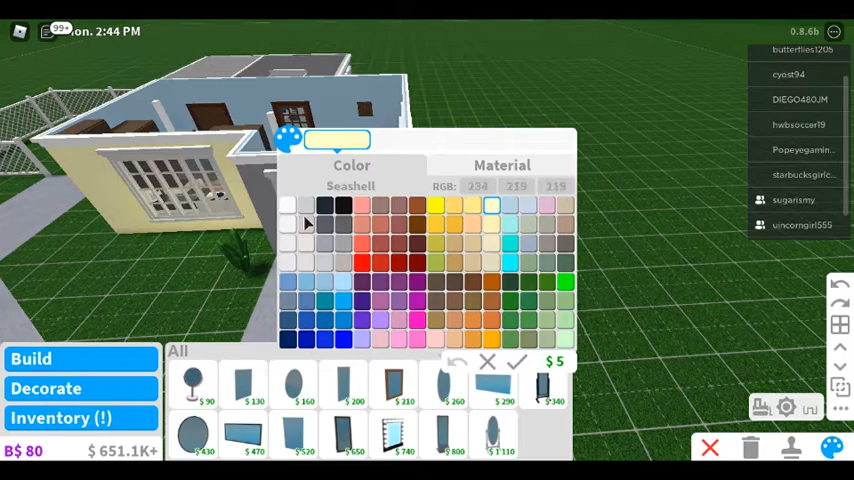 99+
Mon. 2:44 PM
0.8.6b
butterflies1205
cyost94
DIEGO480JM
hwbsoccer19
Popeyegamin...
starbucksgirlc...
sugarismy
uincorngirl555
Color
Material
Seashell
RGB: 234 219 219
$ 5
All
Build
Decorate
Inventory (!)
B$ 80
$ 651.1K+
$ 90
$ 130
$ 160
$ 200
$ 210
$ 260
$ 290
$ 340
$ 430
$ 470
$ 520
$ 650
$ 740
$ 800
$ 1 110